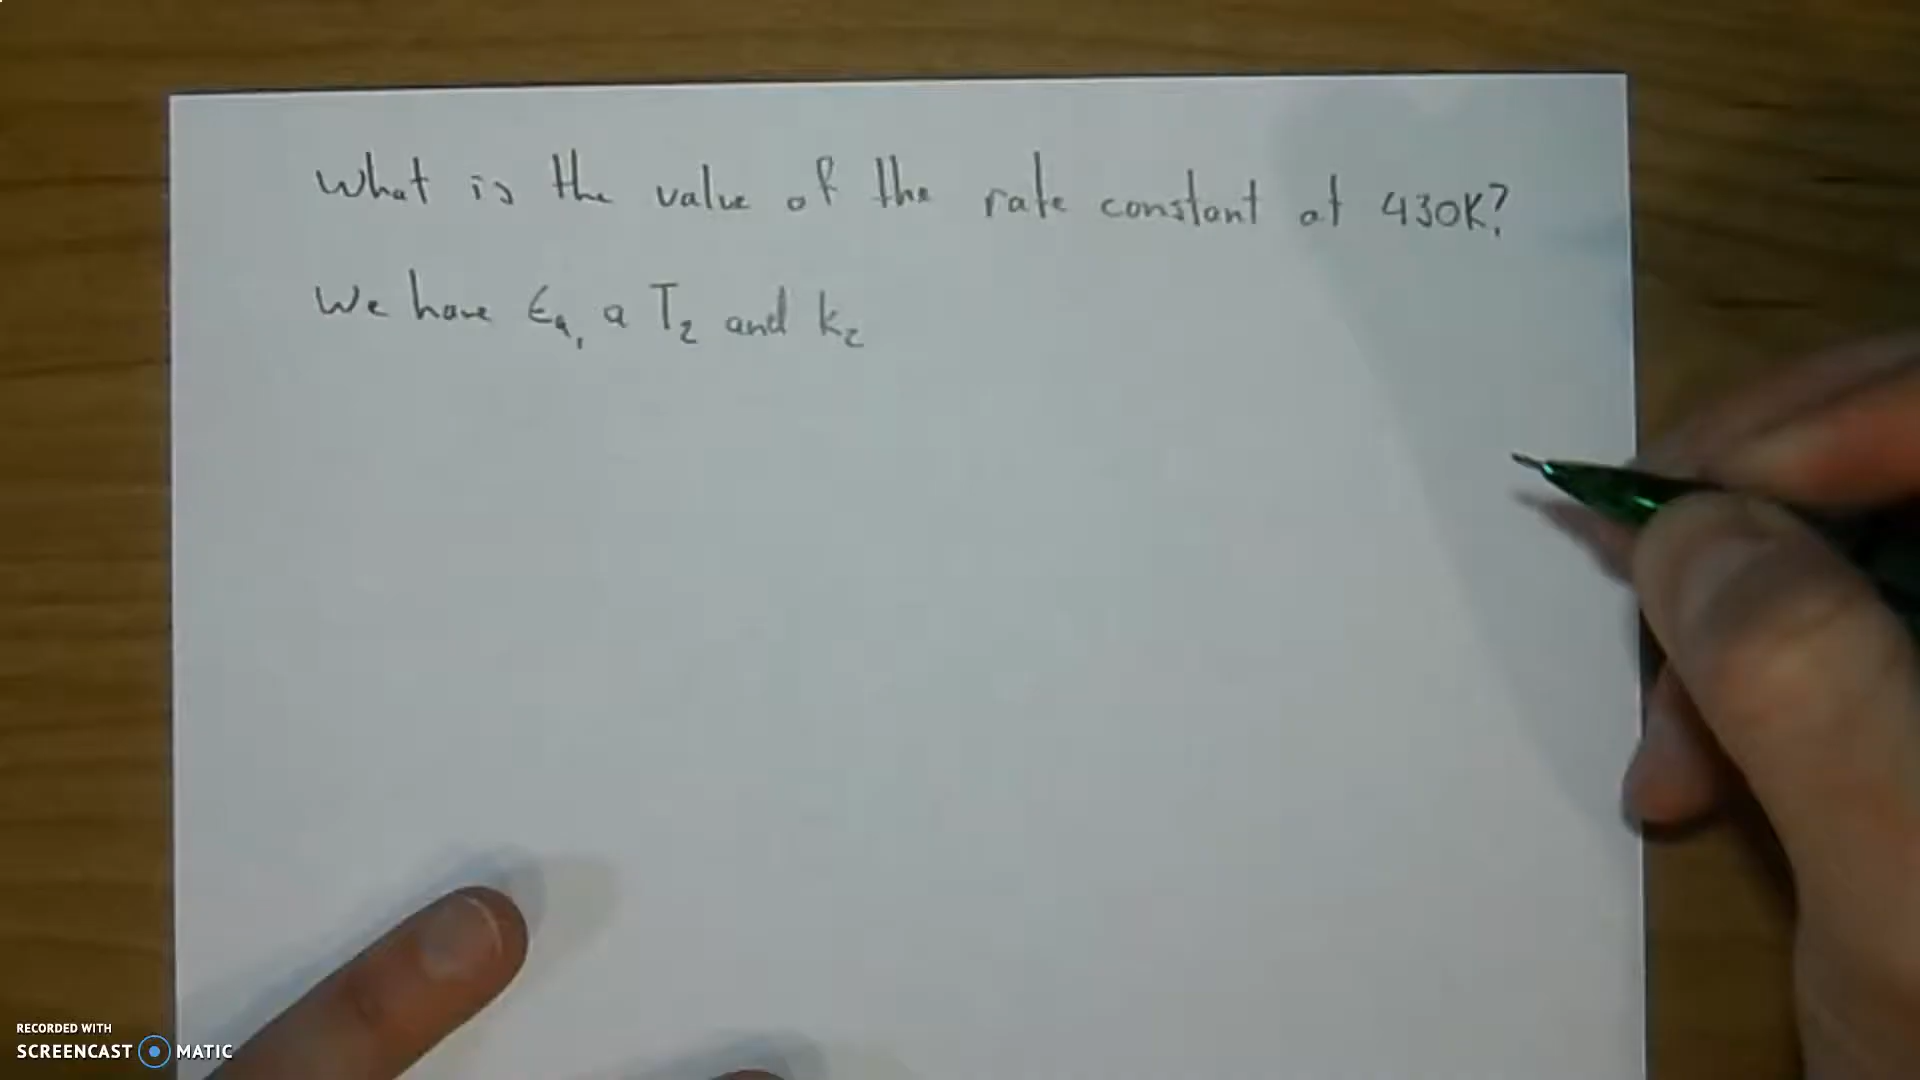 What is the value of the rate constant at 430K?
We have Ea, a T2 and k2
RECORDED WITH
SCREENCAST MATIC